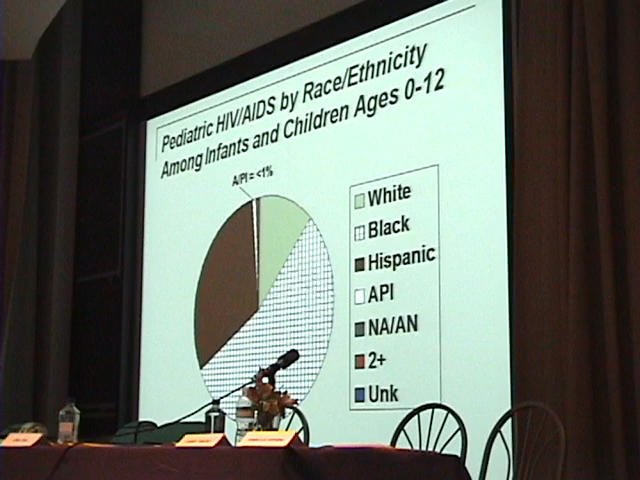 Pediatric HIV/AIDS by Race/Ethnicity
Among Infants and Children Ages 0-12
A/PI = <1%
White
Black
Hispanic
API
NA/AN
2+
Unk